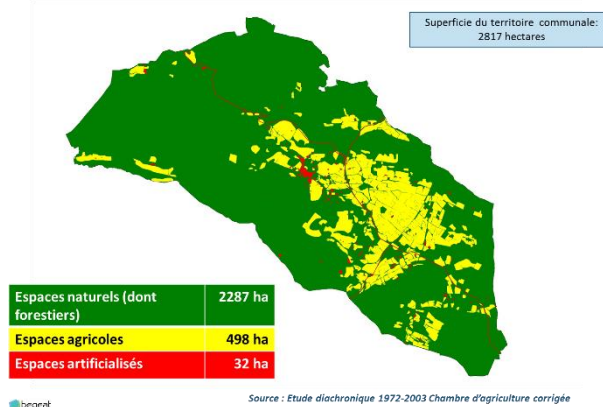 Superficie du territoire communale:
2817 hectares
Espaces naturels (dont
forestiers)
2287 ha
Espaces agricoles
498 ha
Espaces artificialisés
32 ha
begeat
Source : Etude diachronique 1972-2003 Chambre d'agriculture corrigée